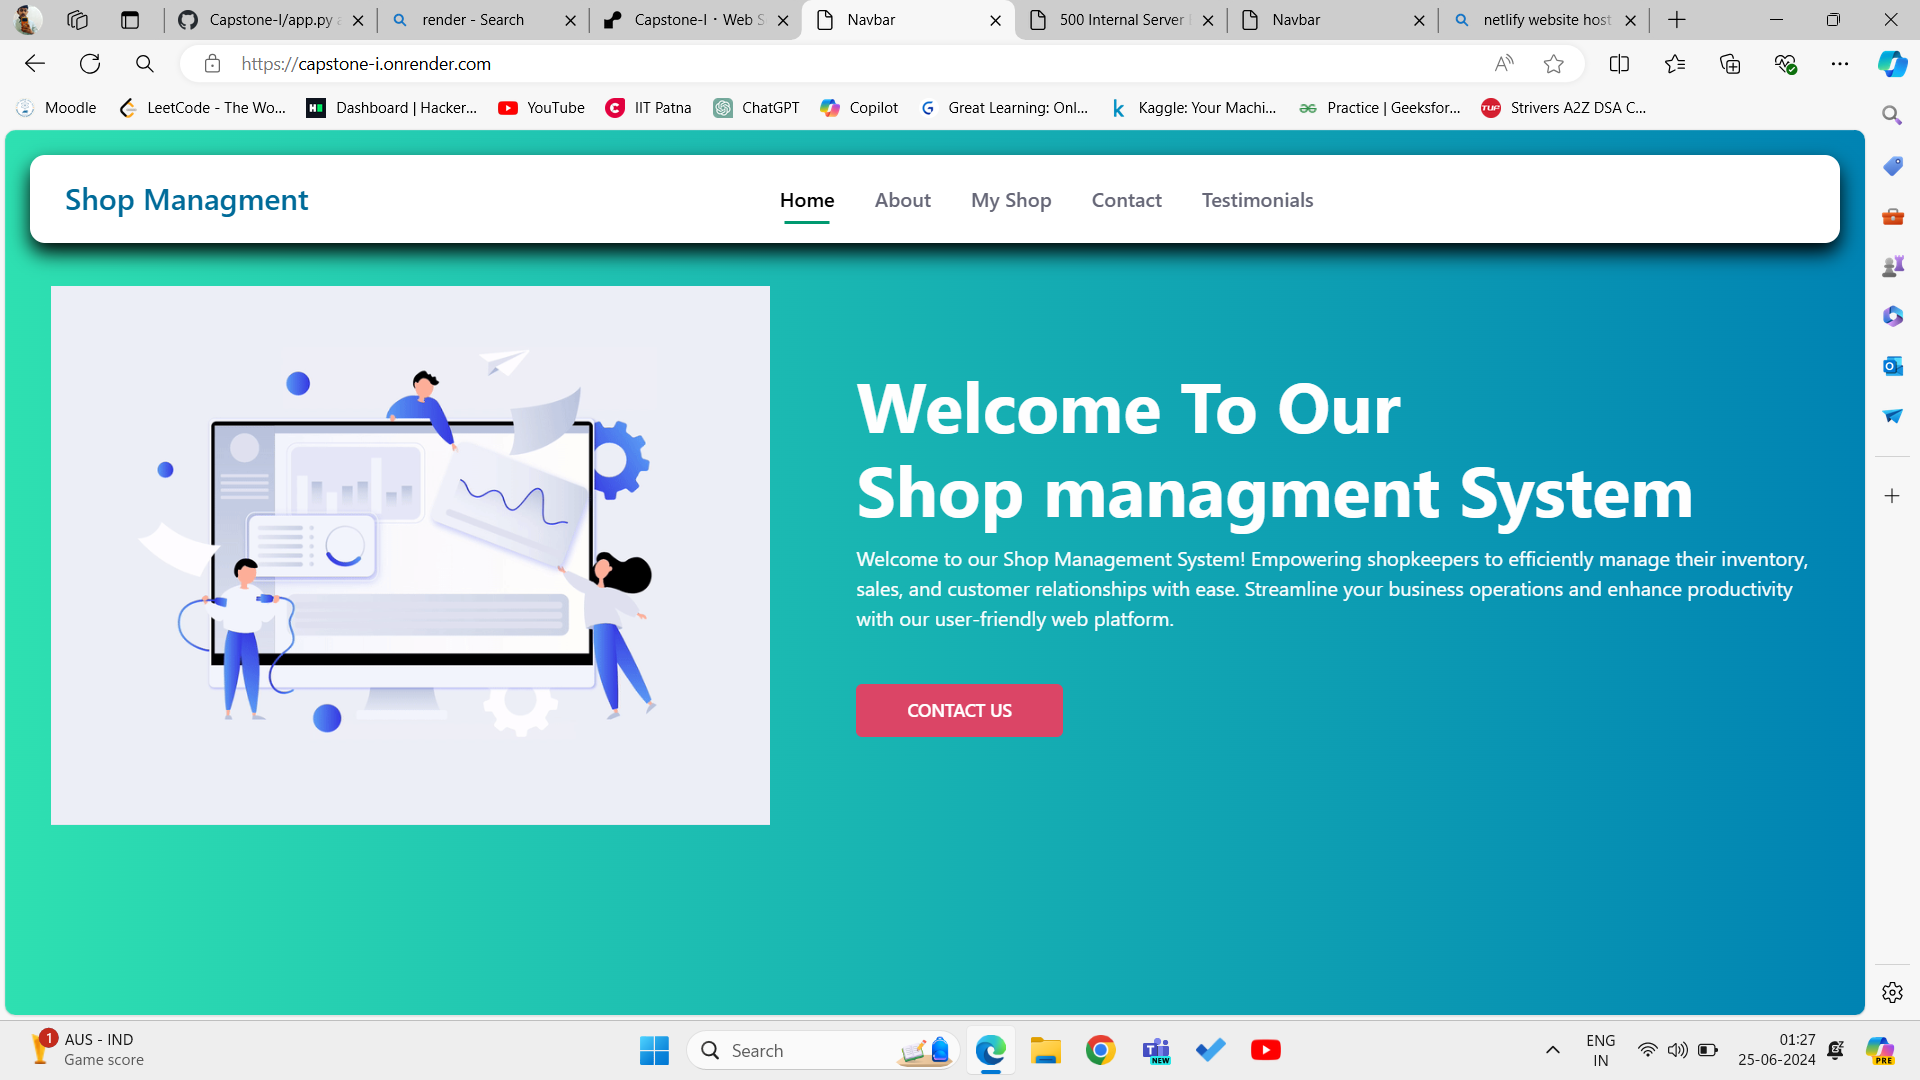 Capstone-I/app.py a
render - Search
Capstone-I · Web S
Navbar
500 Internal Server
Navbar
netlify website host
https://capstone-i.onrender.com
Moodle
LeetCode - The Wo...
Dashboard | Hacker...
YouTube
IIT Patna
ChatGPT
Copilot
Great Learning: Onl...
Kaggle: Your Machi...
Practice | Geeksfor...
TUF
Strivers A2Z DSA C...
Shop Managment
Home
About
My Shop
Contact
Testimonials
Welcome To Our
Shop managment System
Welcome to our Shop Management System! Empowering shopkeepers to efficiently manage their inventory,
sales, and customer relationships with ease. Streamline your business operations and enhance productivity
with our user-friendly web platform.
CONTACT US
1
AUS - IND
Game score
Search
NEW
ENG
IN
01:27
25-06-2024
PRE